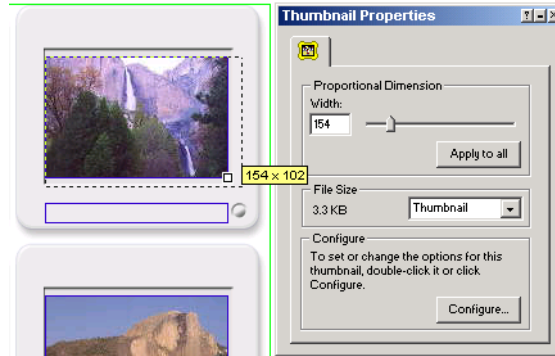 Thumbnail Properties
Proportional Dimension
Width:
154
Apply to all
154 × 102
File Size
3.3 KB
Thumbnail
Configure
To set or change the options for this
thumbnail, double-click it or click
Configure.
Configure...